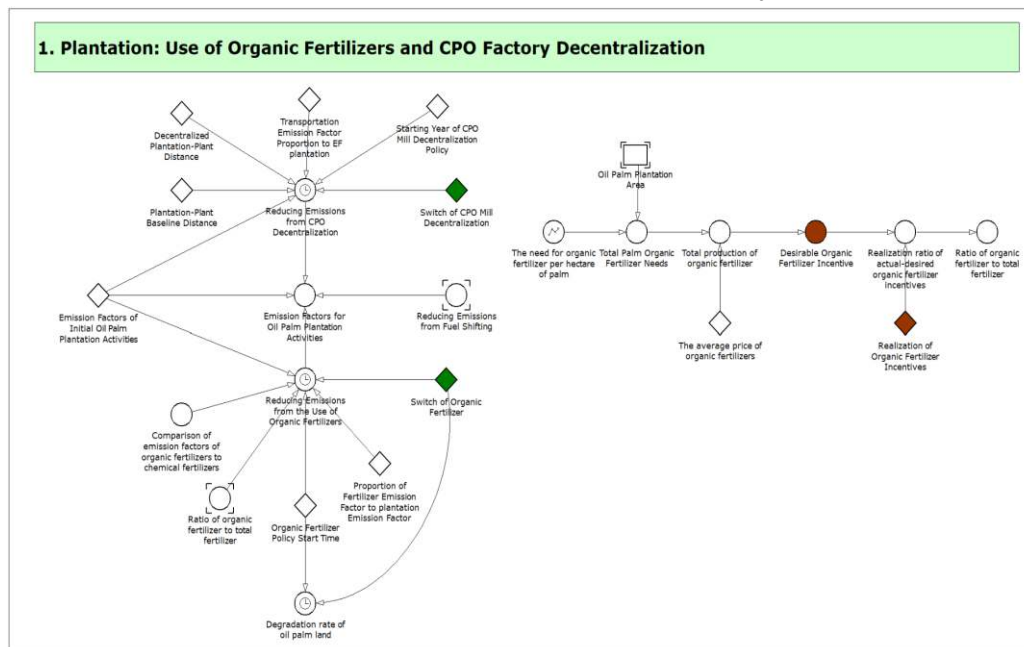 1. Plantation: Use of Organic Fertilizers and CPO Factory Decentralization
Decentralized
Plantation-Plant
Distance
Transportation
Emission Factor
Proportion to EF
plantation
Starting Year of CPO
Mill Decentralization
Policy
Plantation-Plant
Baseline Distance
Reducing Emissions
from CPO
Decentralization
Switch of CPO Mill
Decentralization
Emission Factors of
Initial Oil Palm
Plantation Activities
Emission Factors for
Oil Palm Plantation
Activities
Reducing Emissions
from Fuel Shifting
Reducing Emissions
from the Use of
Organic Fertilizers
Switch of Organic
Fertilizer
Comparison of
emission factors of
organic fertilizers to
chemical fertilizers
Ratio of organic
fertilizer to total
fertilizer
Organic Fertilizer
Policy Start Time
Proportion of
Fertilizer Emission
Factor to plantation
Emission Factor
Degradation rate of
oil palm land
Oil Palm Plantation
Area
The need for organic
fertilizer per hectare
of palm
Total Palm Organic
Fertilizer Needs
Total production of
organic fertilizer
Desirable Organic
Fertilizer Incentive
Realization ratio of
actual-desired
organic fertilizer
incentives
Ratio of organic
fertilizer to total
fertilizer
The average price of
organic fertilizers
Realization of
Organic Fertilizer
Incentives